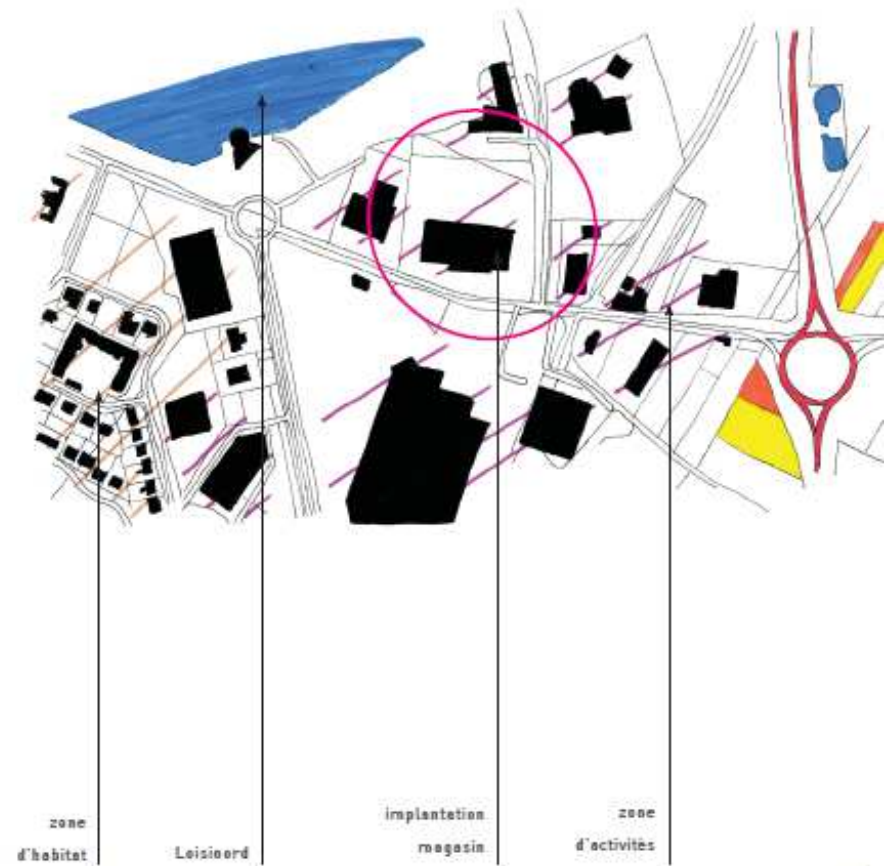 zone
d'habitat
Loisinord
implantation
magasin
zone
d'activités